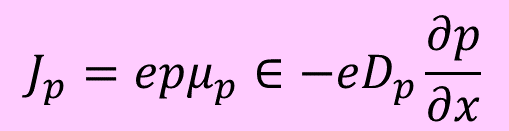 J_p = epμ_p ∈ −eD_p ∂p/∂x